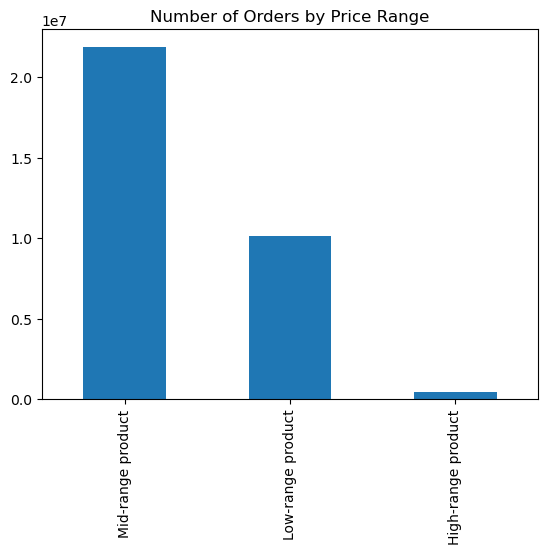 Number of Orders by Price Range
1e7
2.0
1.5
1.0
0.5
0.0
Mid-range product
Low-range product
High-range product